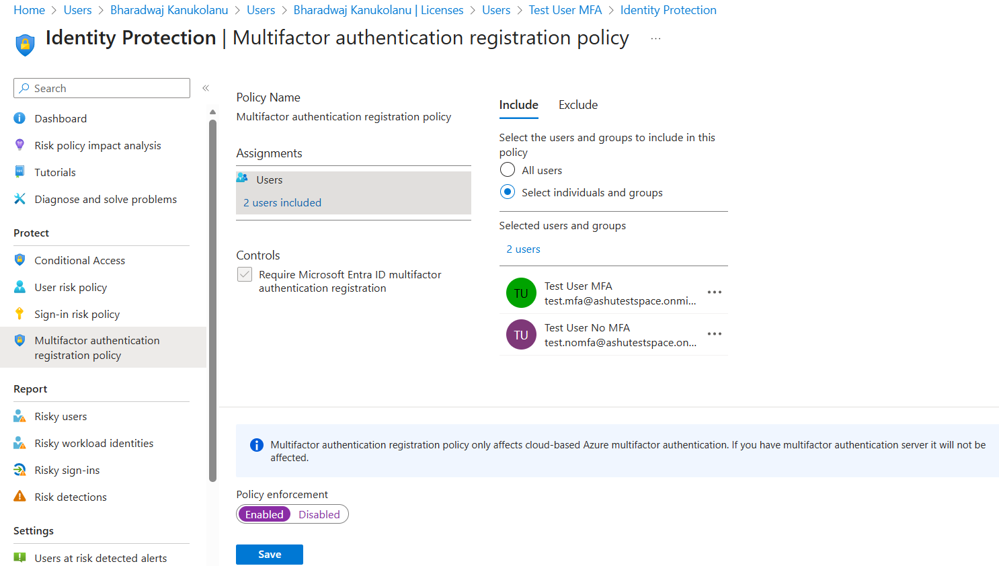 Home > Users > Bharadwaj Kanukolanu > Users > Bharadwaj Kanukolanu | Licenses > Users > Test User MFA > Identity Protection
Identity Protection | Multifactor authentication registration policy ...
Search «
Dashboard
Risk policy impact analysis
Tutorials
Diagnose and solve problems
Protect
Conditional Access
User risk policy
Sign-in risk policy
Multifactor authentication
registration policy
Report
Risky users
Risky workload identities
Risky sign-ins
Risk detections
Settings
Users at risk detected alerts
Policy Name
Multifactor authentication registration policy
Assignments
Users
2 users included
Controls
Require Microsoft Entra ID multifactor
authentication registration
Include Exclude
Select the users and groups to include in this
policy
All users
Select individuals and groups
Selected users and groups
2 users
TU
Test User MFA
test.mfa@ashutestspace.onmi...
TU
Test User No MFA
test.nomfa@ashutestspace.on...
Multifactor authentication registration policy only affects cloud-based Azure multifactor authentication. If you have multifactor authentication server it will not be
affected.
Policy enforcement
Enabled Disabled
Save